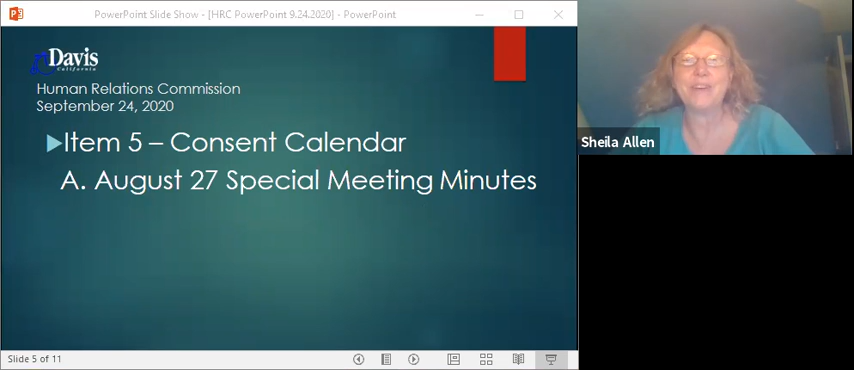 PowerPoint Slide Show - [HRC PowerPoint 9.24.2020] - PowerPoint
Davis
California
Human Relations Commission
September 24, 2020
Item 5 – Consent Calendar
A. August 27 Special Meeting Minutes
Sheila Allen
Slide 5 of 11